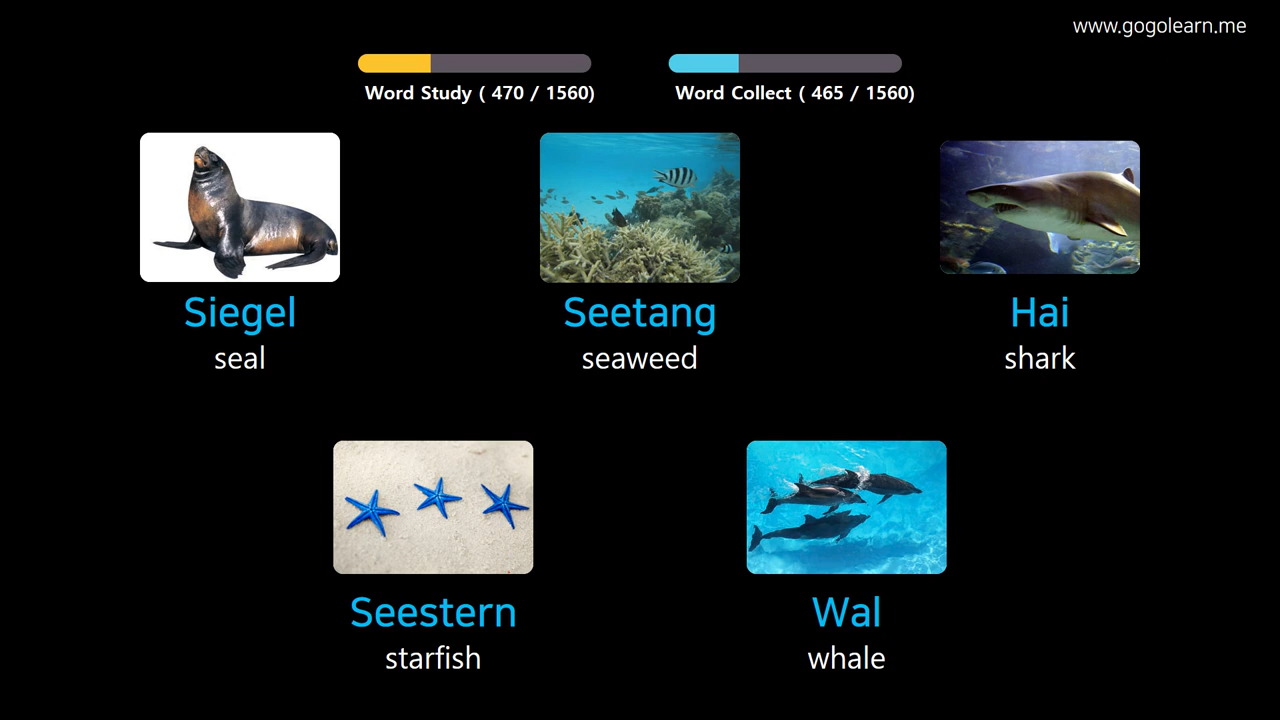 www.gogolearn.me
Word Study ( 470 / 1560)
Word Collect ( 465 / 1560)
Siegel
seal
Seetang
seaweed
Hai
shark
Seestern
starfish
Wal
whale